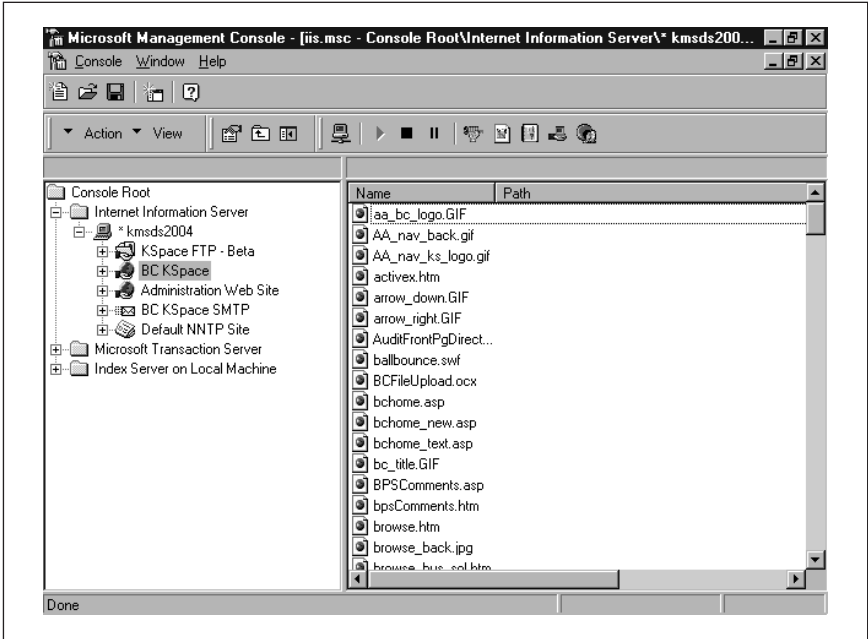 Microsoft Management Console - [iis.msc - Console Root\Internet Information Server\* kmsds200...
Console Window Help
Action View
Console Root
Internet Information Server
* kmsds2004
KSpace FTP - Beta
BC KSpace
Administration Web Site
BC KSpace SMTP
Default NNTP Site
Microsoft Transaction Server
Index Server on Local Machine
Name Path
aa_bc_logo.GIF
AA_nav_back.gif
AA_nav_ks_logo.gif
activex.htm
arrow_down.GIF
arrow_right.GIF
AuditFrontPgDirect...
ballbounce.swf
BCFileUpload.ocx
bchome.asp
bchome_new.asp
bchome_text.asp
bc_title.GIF
BPSComments.asp
bpsComments.htm
browse.htm
browse_back.jpg
browse_bus_sol.htm
Done